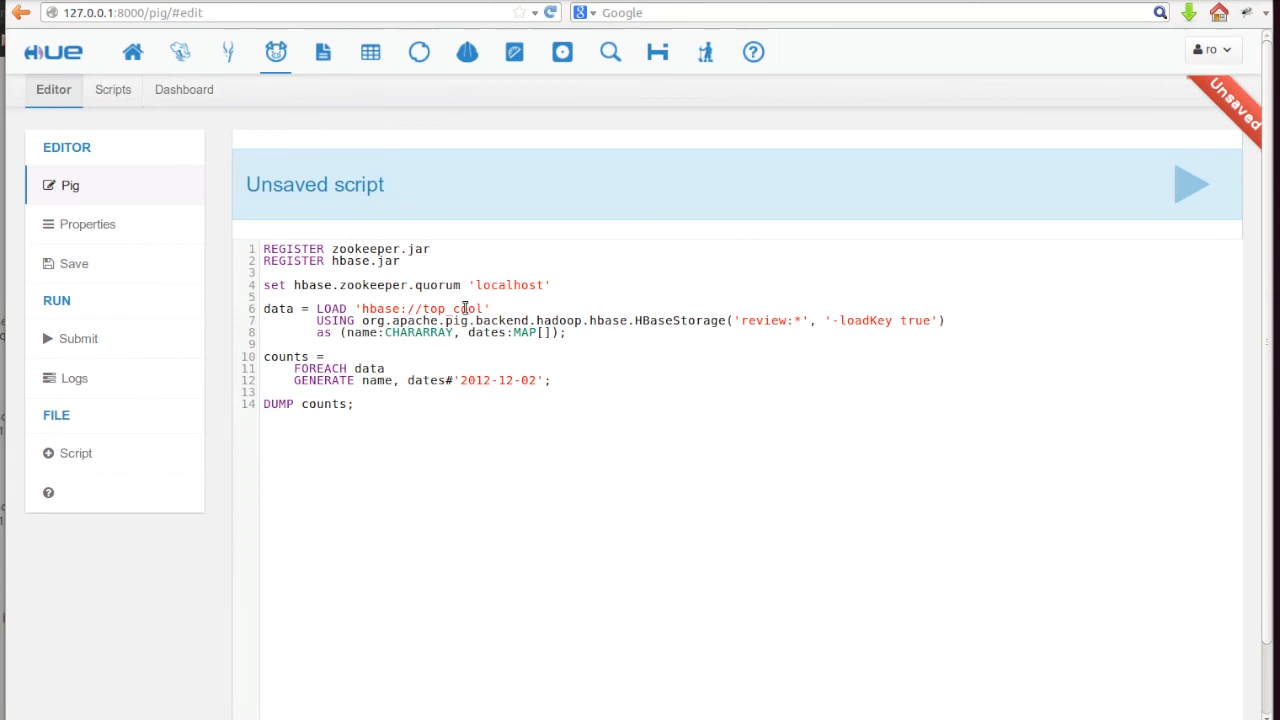 127.0.0.1:8000/pig/#edit
Google
HUE
ro
Editor
Scripts
Dashboard
Unsaved
EDITOR
Pig
Properties
Save
RUN
Submit
Logs
FILE
Script
Unsaved script
1 REGISTER zookeeper.jar
2 REGISTER hbase.jar
3
4 set hbase.zookeeper.quorum 'localhost'
5
6 data = LOAD 'hbase://top_cool'
7 USING org.apache.pig.backend.hadoop.hbase.HBaseStorage('review:*', '-loadKey true')
8 as (name:CHARARRAY, dates:MAP[]);
9
10 counts =
11 FOREACH data
12 GENERATE name, dates#'2012-12-02';
13
14 DUMP counts;